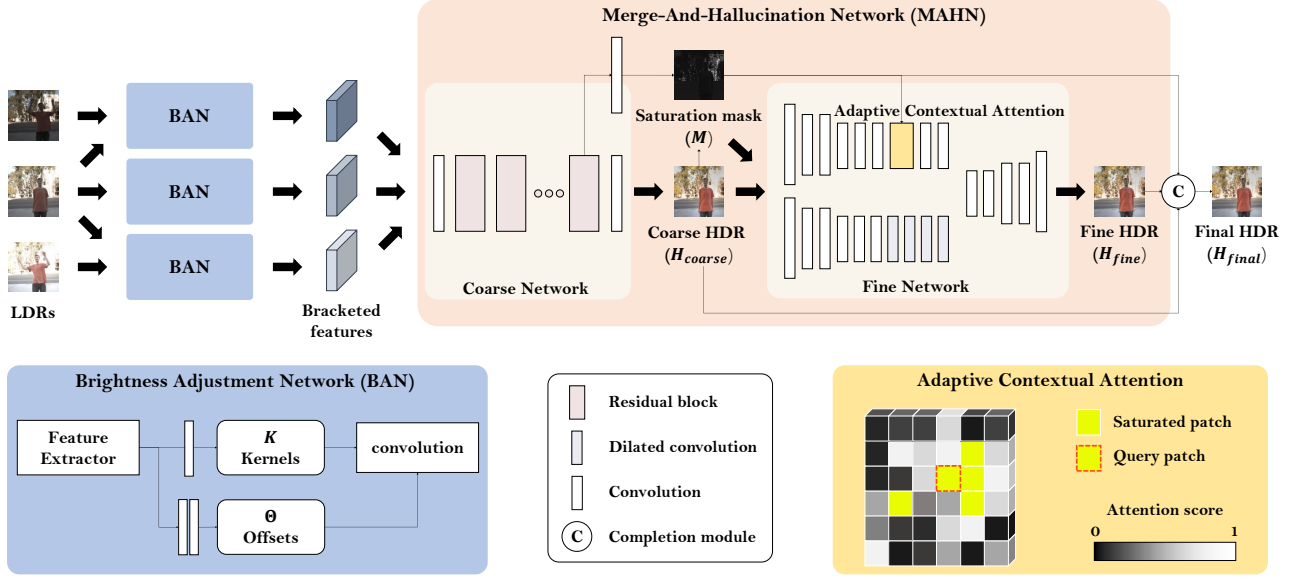 Merge-And-Hallucination Network (MAHN)
BAN
BAN
BAN
LDRs
Bracketed
features
Coarse Network
Saturation mask
(M)
Coarse HDR
(H_coarse)
Adaptive Contextual Attention
Fine Network
Fine HDR
(H_fine)
C
Final HDR
(H_final)
Brightness Adjustment Network (BAN)
Feature
Extractor
K
Kernels
convolution
Θ
Offsets
Residual block
Dilated convolution
Convolution
C
Completion module
Adaptive Contextual Attention
Saturated patch
Query patch
Attention score
0 1